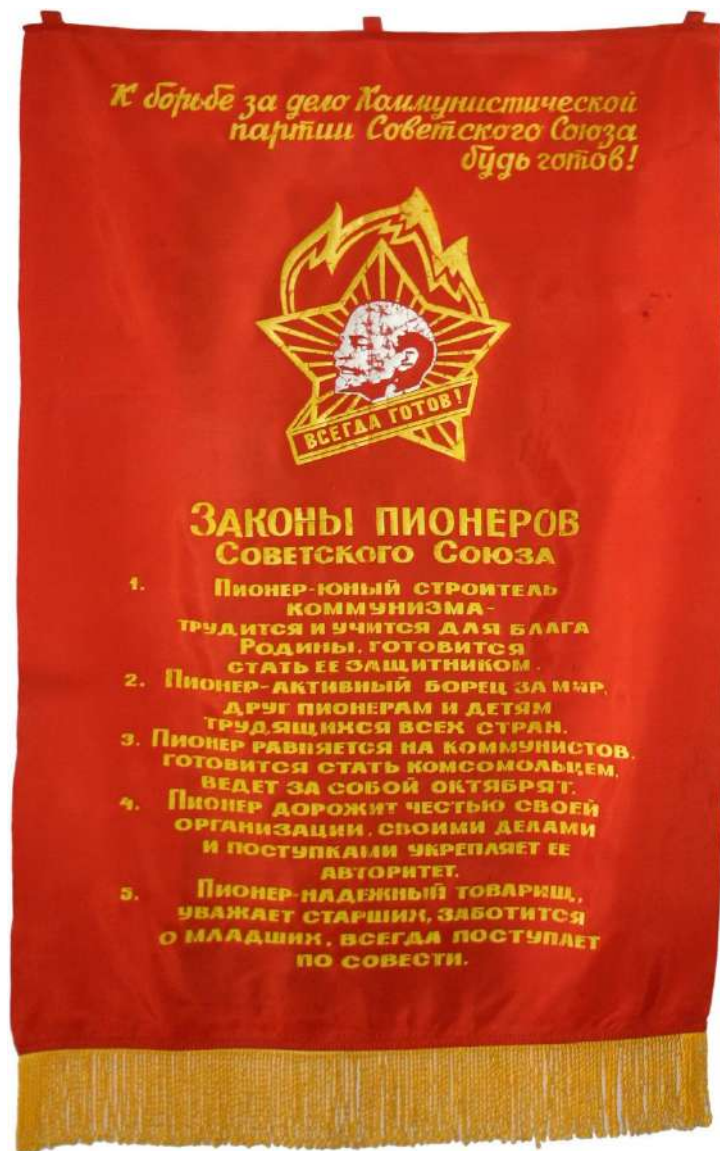 К борьбе за дело Коммунистической
партии Советского Союза
будь готов!
ВСЕГДА ГОТОВ!
ЗАКОНЫ ПИОНЕРОВ
СОВЕТСКОГО СОЮЗА
1. ПИОНЕР-ЮНЫЙ СТРОИТЕЛЬ
КОММУНИЗМА-
ТРУДИТСЯ И УЧИТСЯ ДЛЯ БЛАГА
РОДИНЫ, ГОТОВИТСЯ
СТАТЬ ЕЕ ЗАЩИТНИКОМ.
2. ПИОНЕР-АКТИВНЫЙ БОРЕЦ ЗА МИР,
ДРУГ ПИОНЕРАМ И ДЕТЯМ
ТРУДЯЩИХСЯ ВСЕХ СТРАН.
3. ПИОНЕР РАВНЯЕТСЯ НА КОММУНИСТОВ,
ГОТОВИТСЯ СТАТЬ КОМСОМОЛЬЦЕМ,
ВЕДЕТ ЗА СОБОЙ ОКТЯБРЯТ.
4. ПИОНЕР ДОРОЖИТ ЧЕСТЬЮ СВОЕЙ
ОРГАНИЗАЦИИ, СВОИМИ ДЕЛАМИ
И ПОСТУПКАМИ УКРЕПЛЯЕТ ЕЕ
АВТОРИТЕТ.
5. ПИОНЕР-НАДЕЖНЫЙ ТОВАРИЩ,
УВАЖАЕТ СТАРШИХ, ЗАБОТИТСЯ
О МЛАДШИХ, ВСЕГДА ПОСТУПАЕТ
ПО СОВЕСТИ.